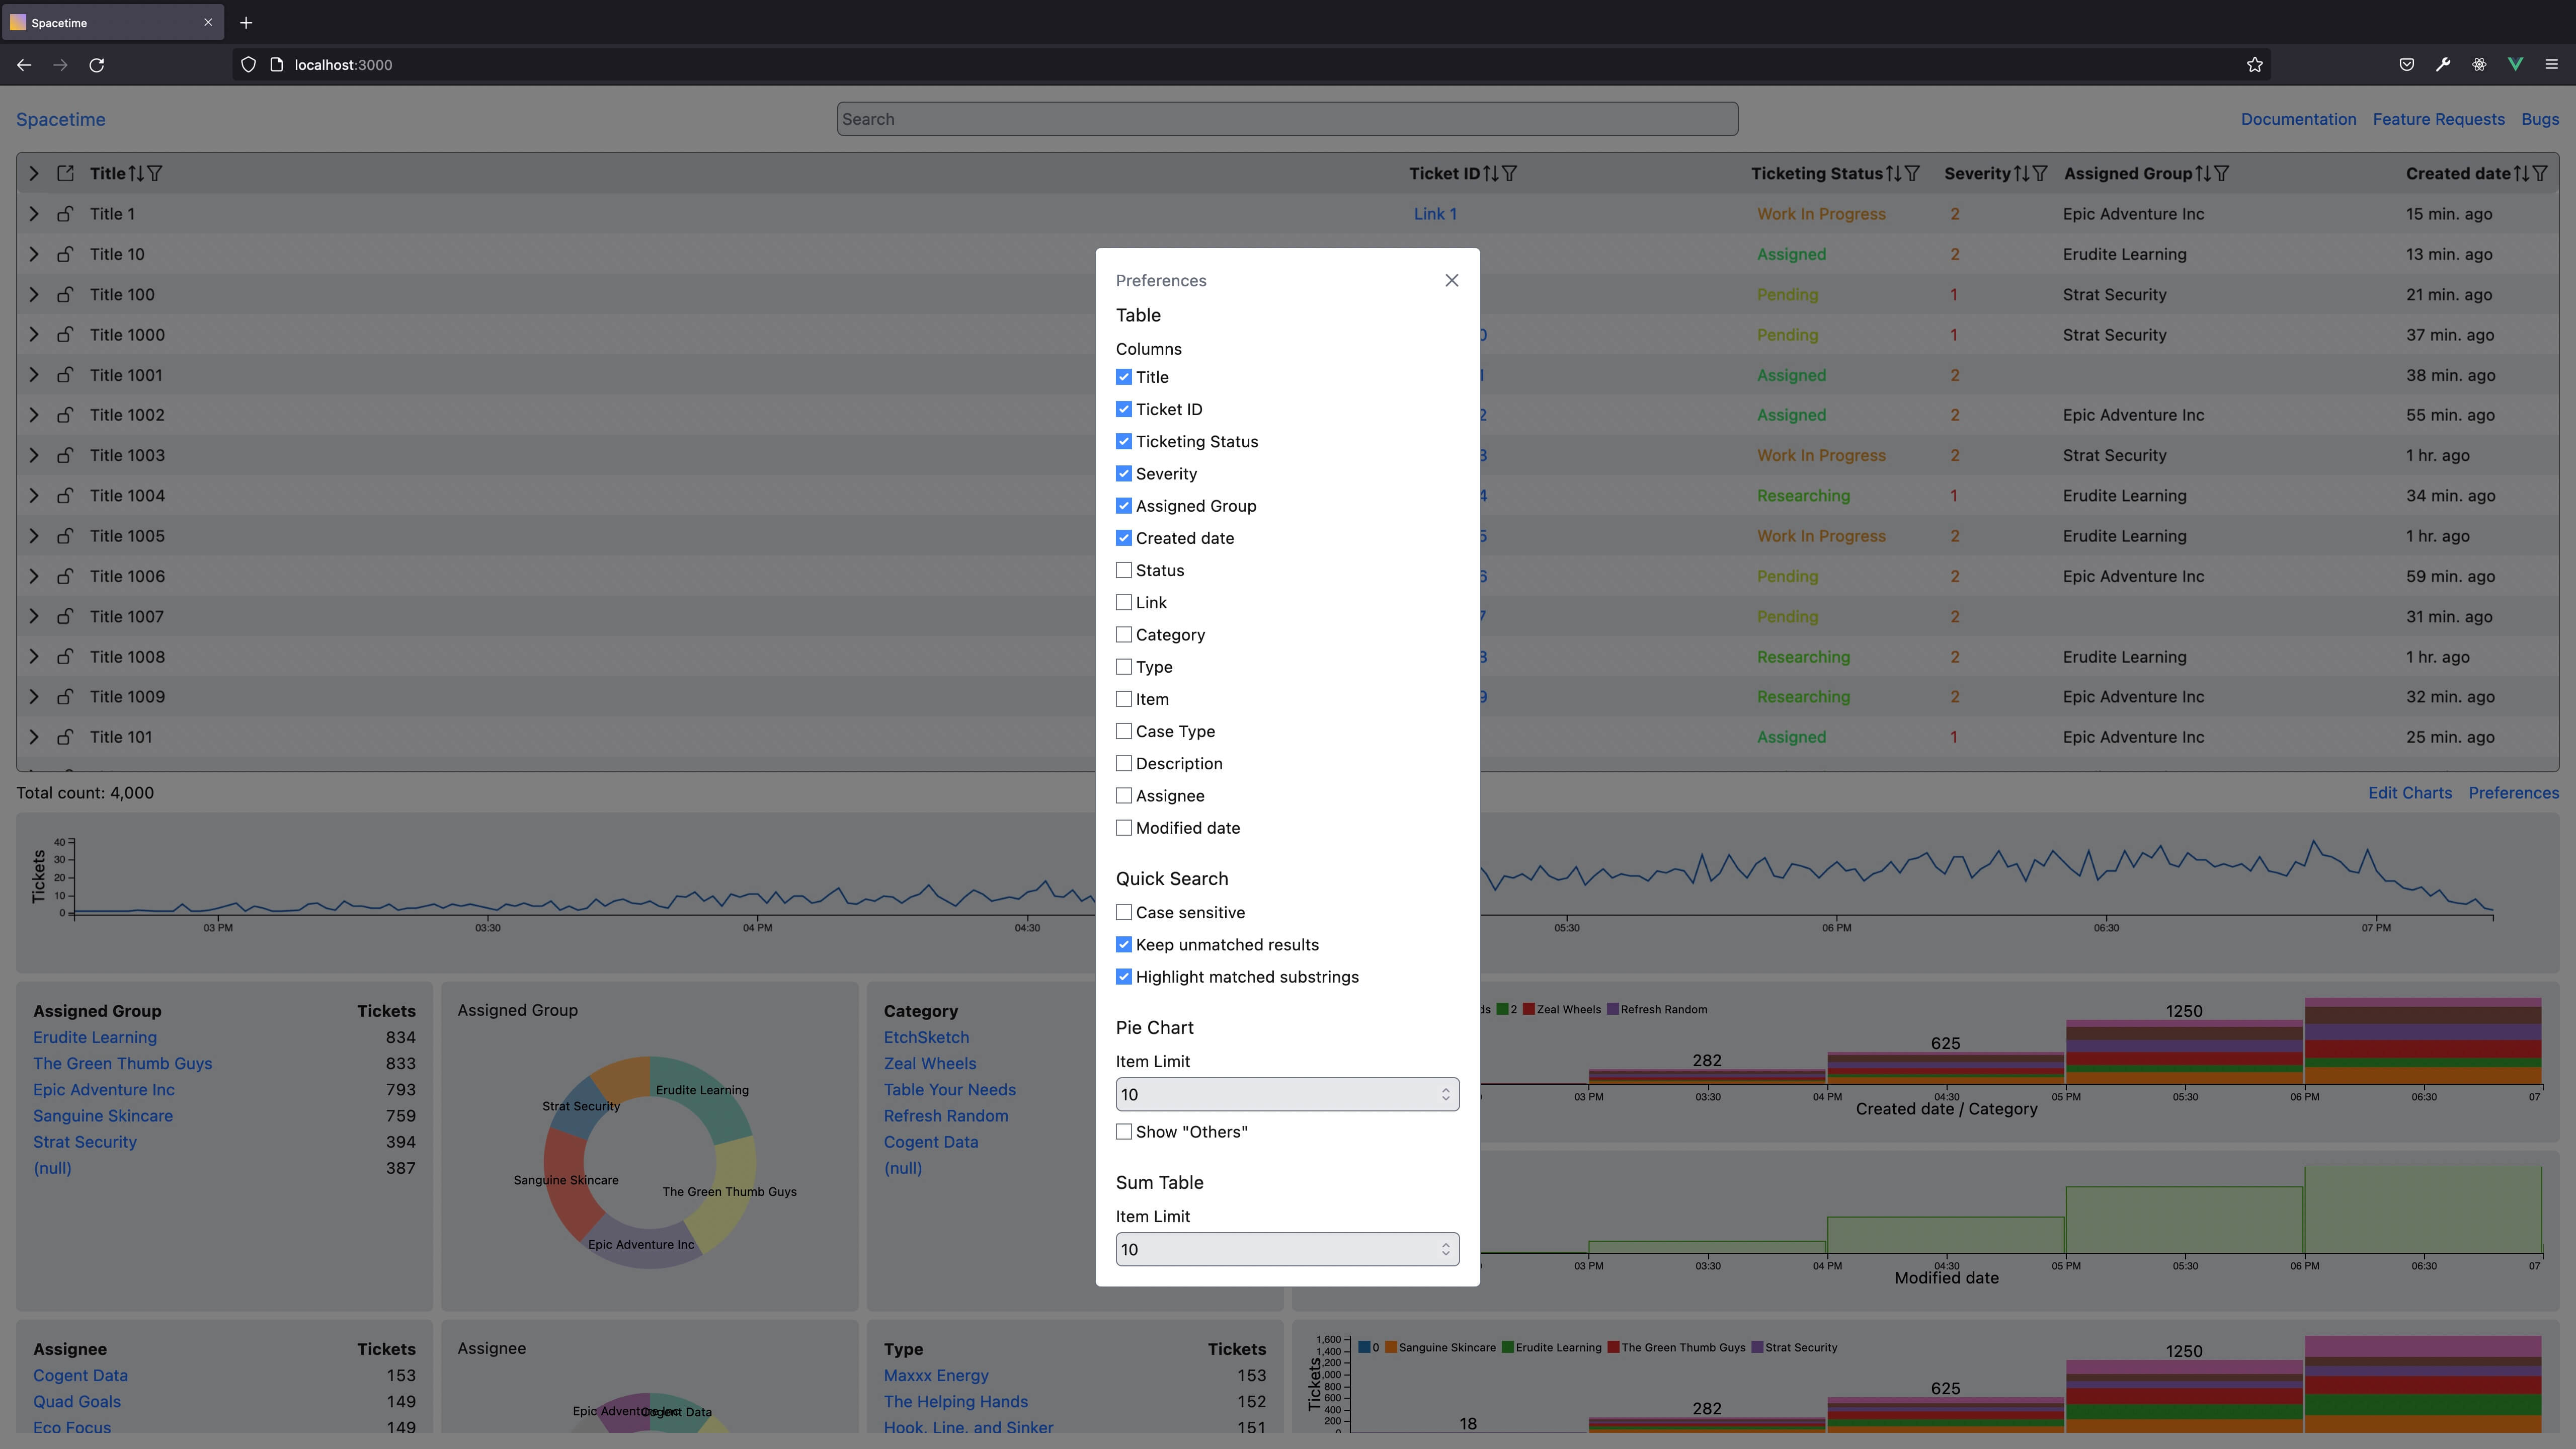 Spacetime
localhost:3000
Spacetime
Search
Documentation Feature Requests Bugs
Title Ticket ID Ticketing Status Severity Assigned Group Created date
Title 1 Link 1 Work In Progress 2 Epic Adventure Inc 15 min. ago
Title 10 Assigned 2 Erudite Learning 13 min. ago
Title 100 Pending 1 Strat Security 21 min. ago
Title 1000 0 Pending 1 Strat Security 37 min. ago
Title 1001 1 Assigned 2 38 min. ago
Title 1002 2 Assigned 2 Epic Adventure Inc 55 min. ago
Title 1003 3 Work In Progress 2 Strat Security 1 hr. ago
Title 1004 4 Researching 1 Erudite Learning 34 min. ago
Title 1005 5 Work In Progress 2 Erudite Learning 1 hr. ago
Title 1006 6 Pending 2 Epic Adventure Inc 59 min. ago
Title 1007 7 Pending 2 31 min. ago
Title 1008 8 Researching 2 Erudite Learning 1 hr. ago
Title 1009 9 Researching 2 Epic Adventure Inc 32 min. ago
Title 101 Assigned 1 Epic Adventure Inc 25 min. ago
Preferences
Table
Columns
Title
Ticket ID
Ticketing Status
Severity
Assigned Group
Created date
Status
Link
Category
Type
Item
Case Type
Description
Assignee
Modified date
Quick Search
Case sensitive
Keep unmatched results
Highlight matched substrings
Pie Chart
Item Limit
10
Show "Others"
Sum Table
Item Limit
10
Total count: 4,000
Edit Charts Preferences
Tickets
40
30
20
10
0
03 PM 03:30 04 PM 04:30 05:30 06 PM 06:30 07 PM
Assigned Group Tickets
Erudite Learning 834
The Green Thumb Guys 833
Epic Adventure Inc 793
Sanguine Skincare 759
Strat Security 394
(null) 387
Assigned Group
Erudite Learning
Strat Security
Sanguine Skincare
The Green Thumb Guys
Epic Adventure Inc
Category
EtchSketch
Zeal Wheels
Table Your Needs
Refresh Random
Cogent Data
(null)
ds 2 Zeal Wheels Refresh Random
282 625 1250
03 PM 03:30 04 PM 04:30 05 PM 05:30 06 PM 06:30 07
Created date / Category
03 PM 03:30 04 PM 04:30 05 PM 05:30 06 PM 06:30 07
Modified date
Assignee Tickets
Cogent Data 153
Quad Goals 149
Eco Focus 149
Assignee
Epic Adventure Inc
Cogent Data
Type Tickets
Maxxx Energy 153
The Helping Hands 152
Hook, Line, and Sinker 151
0 Sanguine Skincare Erudite Learning The Green Thumb Guys Strat Security
Tickets
1,600
1,400
1,200
1,000
800
600
400
200
0
18 282 625 1250